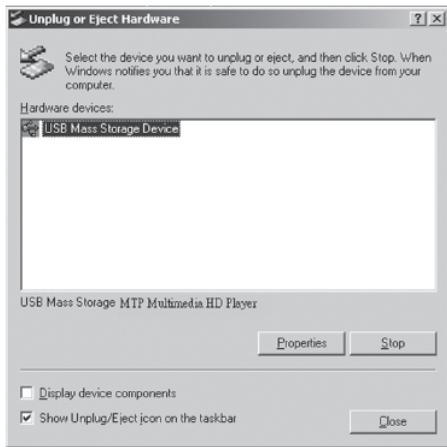 Unplug or Eject Hardware
Select the device you want to unplug or eject, and then click Stop. When
Windows notifies you that it is safe to do so unplug the device from your
computer.
Hardware devices:
USB Mass Storage Device
USB Mass Storage MTP Multimedia HD Player
Properties Stop
Display device components
Show Unplug/Eject icon on the taskbar
Close